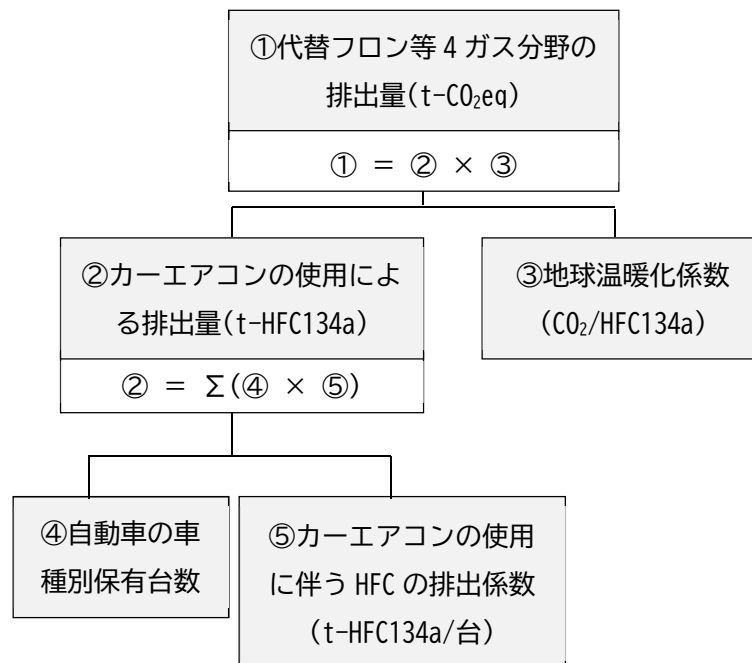 ①代替フロン等 4 ガス分野の
排出量(t-CO₂eq)
① = ② × ③
②カーエアコンの使用によ
る排出量(t-HFC134a)
② = Σ(④ × ⑤)
③地球温暖化係数
(CO₂/HFC134a)
④自動車の車
種別保有台数
⑤カーエアコンの使用
に伴う HFC の排出係数
(t-HFC134a/台)